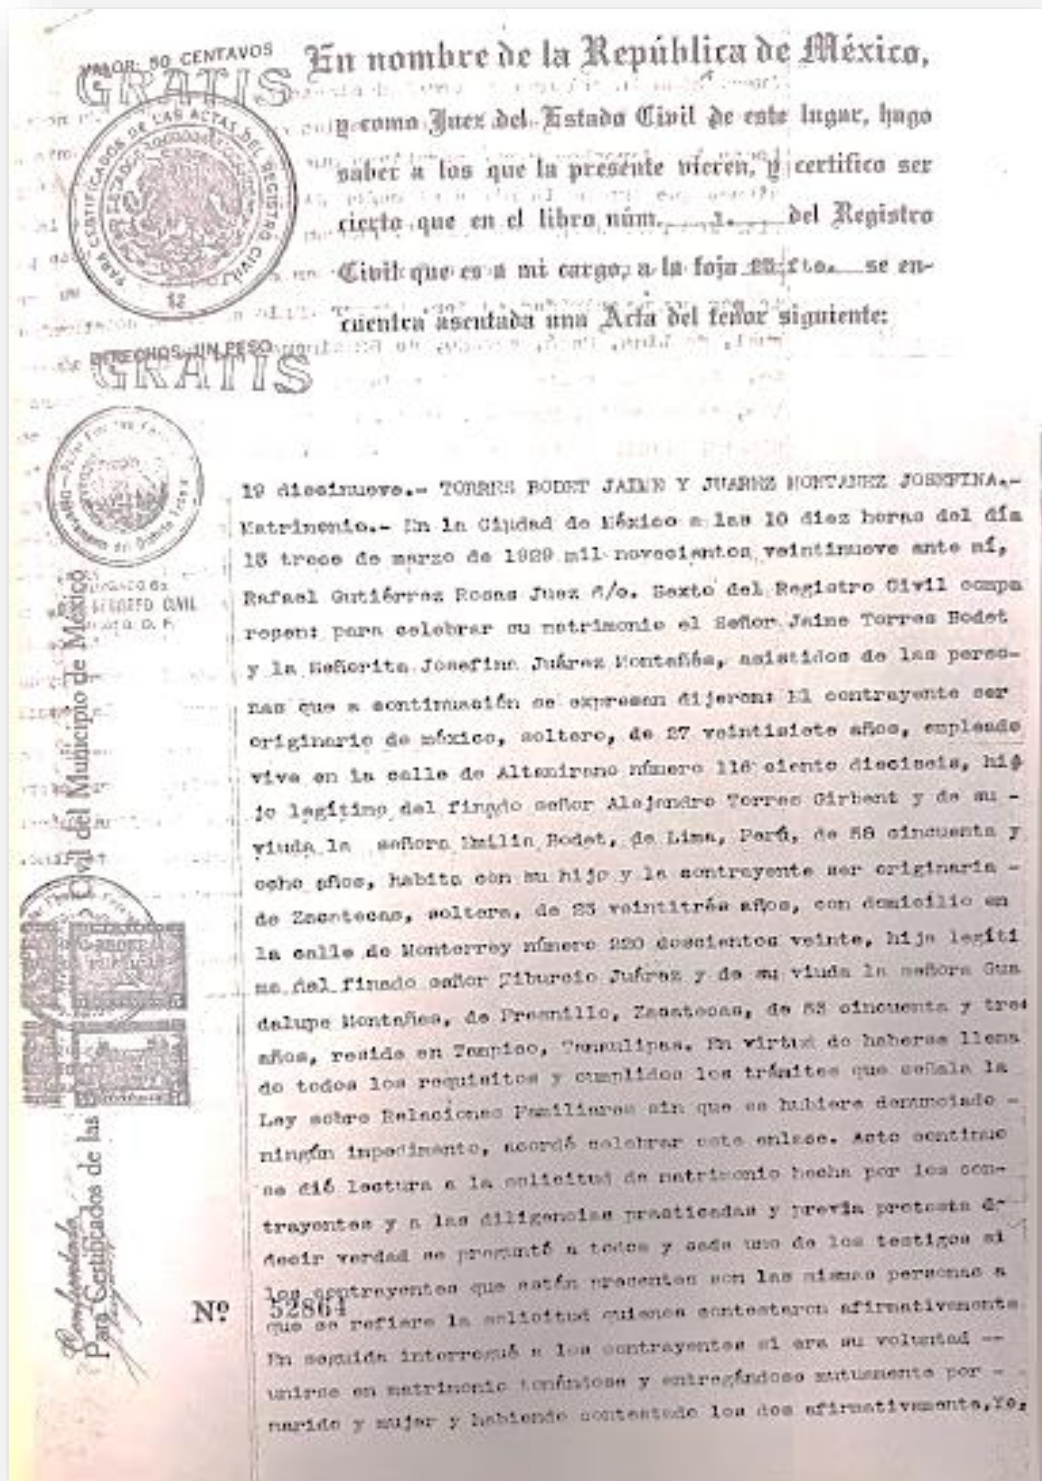 VALOR: 50 CENTAVOS
GRATIS
PARA CERTIFICADOS DE LAS ACTAS DEL REGISTRO CIVIL
12
En nombre de la República de México,
y como Juez del Estado Civil de este lugar, hago
saber a los que la presente vieren, y certifico ser
cierto que en el libro núm. 1. del Registro
Civil que es a mi cargo, a la foja fte. se en-
cuentra asentada una Acta del tenor siguiente:
DERECHOS: UN PESO
GRATIS
19 diecinueve.- TORRES BODET JAIME Y JUAREZ MONTAÑEZ JOSEFINA.-
Matrimonio.- En la Ciudad de México a las 10 diez horas del día
13 trece de marzo de 1929 mil novecientos veintinueve ante mí,
Rafael Gutiérrez Rosas Juez 6/o. Sexto del Registro Civil compa
recen: para celebrar su matrimonio el Señor Jaime Torres Bodet
y la Señorita Josefina Juárez Montañés, asistidos de las perso-
nas que a continuación se expresan dijeron: El contrayente ser
originario de méxico, soltero, de 27 veintisiete años, empleado
vive en la calle de Altamirano número 116 ciento dieciseis, hi
jo legítimo del finado señor Alejandro Torres Girbent y de su -
viuda la señora Emilia Bodet, de Lima, Perú, de 58 cincuenta y
ocho años, habita con su hijo y la contrayente ser originaria -
de Zacatecas, soltera, de 23 veintitrés años, con domicilio en
la calle de Monterrey número 220 doscientos veinte, hija legíti
ma del finado señor Tiburcio Juárez y de su viuda la señora Gua
dalupe Montañes, de Fresnillo, Zacatecas, de 53 cincuenta y tres
años, reside en Tampico, Tamaulipas. En virtud de haberse llena
do todos los requisitos y cumplidos los trámites que señala la
Ley sobre Relaciones Familiares sin que se hubiere denunciado -
ningún impedimento, acordé celebrar este enlace. Acto continuo
se dió lectura a la solicitud de matrimonio hecha por los con-
trayentes y a las diligencias practicadas y previa protesta de
decir verdad se preguntó a todos y cada uno de los testigos si
los contrayentes que están presentes son las mismas personas a
que se refiere la solicitud quienes contestaron afirmativamente
En seguida interrogué a los contrayentes si era su voluntad --
unirse en matrimonio tomándose y entregándose mutuamente por -
marido y mujer y habiendo contestado los dos afirmativamente,Yo,
Nº 52864
REGISTRO CIVIL
Para Certificados de las
Civil del Municipio de México